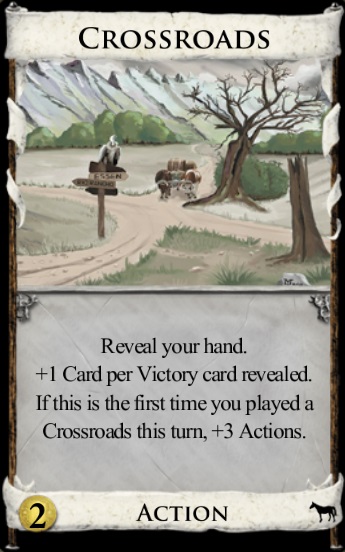 CROSSROADS
ESSEN
Reveal your hand.
+1 Card per Victory card revealed.
If this is the first time you played a
Crossroads this turn, +3 Actions.
2
ACTION